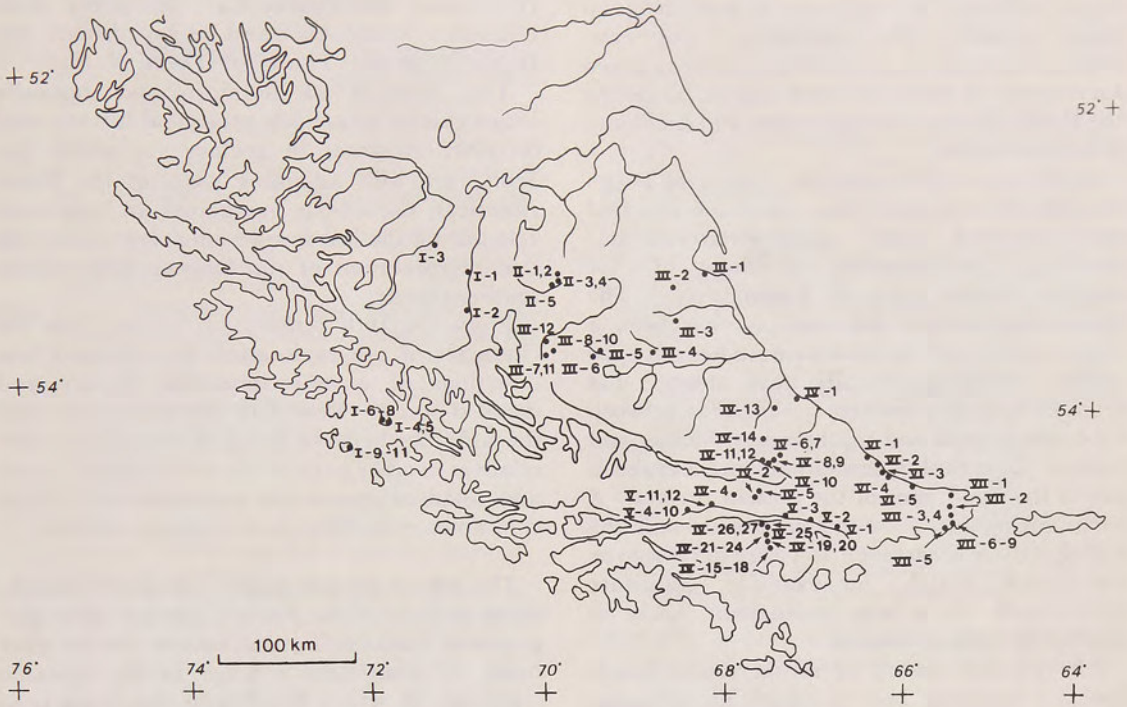 52°
52°
I-3
I-1
II-1,2
II-3,4
III-2
III-1
II-5
I-2
III-3
III-12
III-8-10
III-5
III-4
III-7,11
III-6
54°
54°
IV-1
IV-13
I-6-8
I-4,5
IV-14
IV-6,7
I-9-11
IV-11,12
IV-8,9
VI-1
VI-2
VI-3
IV-2
IV-10
VI-4
VII-1
V-11,12
IV-4
IV-5
VI-5
VII-2
V-4-10
V-3
VII-3,4
V-2
V-1
IV-26,27
IV-25
VII-6-9
IV-21-24
IV-19,20
VII-5
IV-15-18
100 km
76°
74°
72°
70°
68°
66°
64°